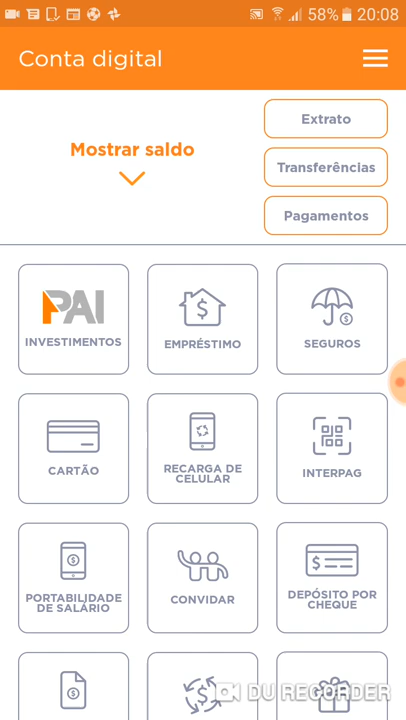 58% 20:08
Conta digital
Extrato
Mostrar saldo
Transferências
Pagamentos
PAI
INVESTIMENTOS
EMPRÉSTIMO
SEGUROS
CARTÃO
RECARGA DE
CELULAR
INTERPAG
PORTABILIDADE
DE SALÁRIO
CONVIDAR
DEPÓSITO POR
CHEQUE
DU RECORDER